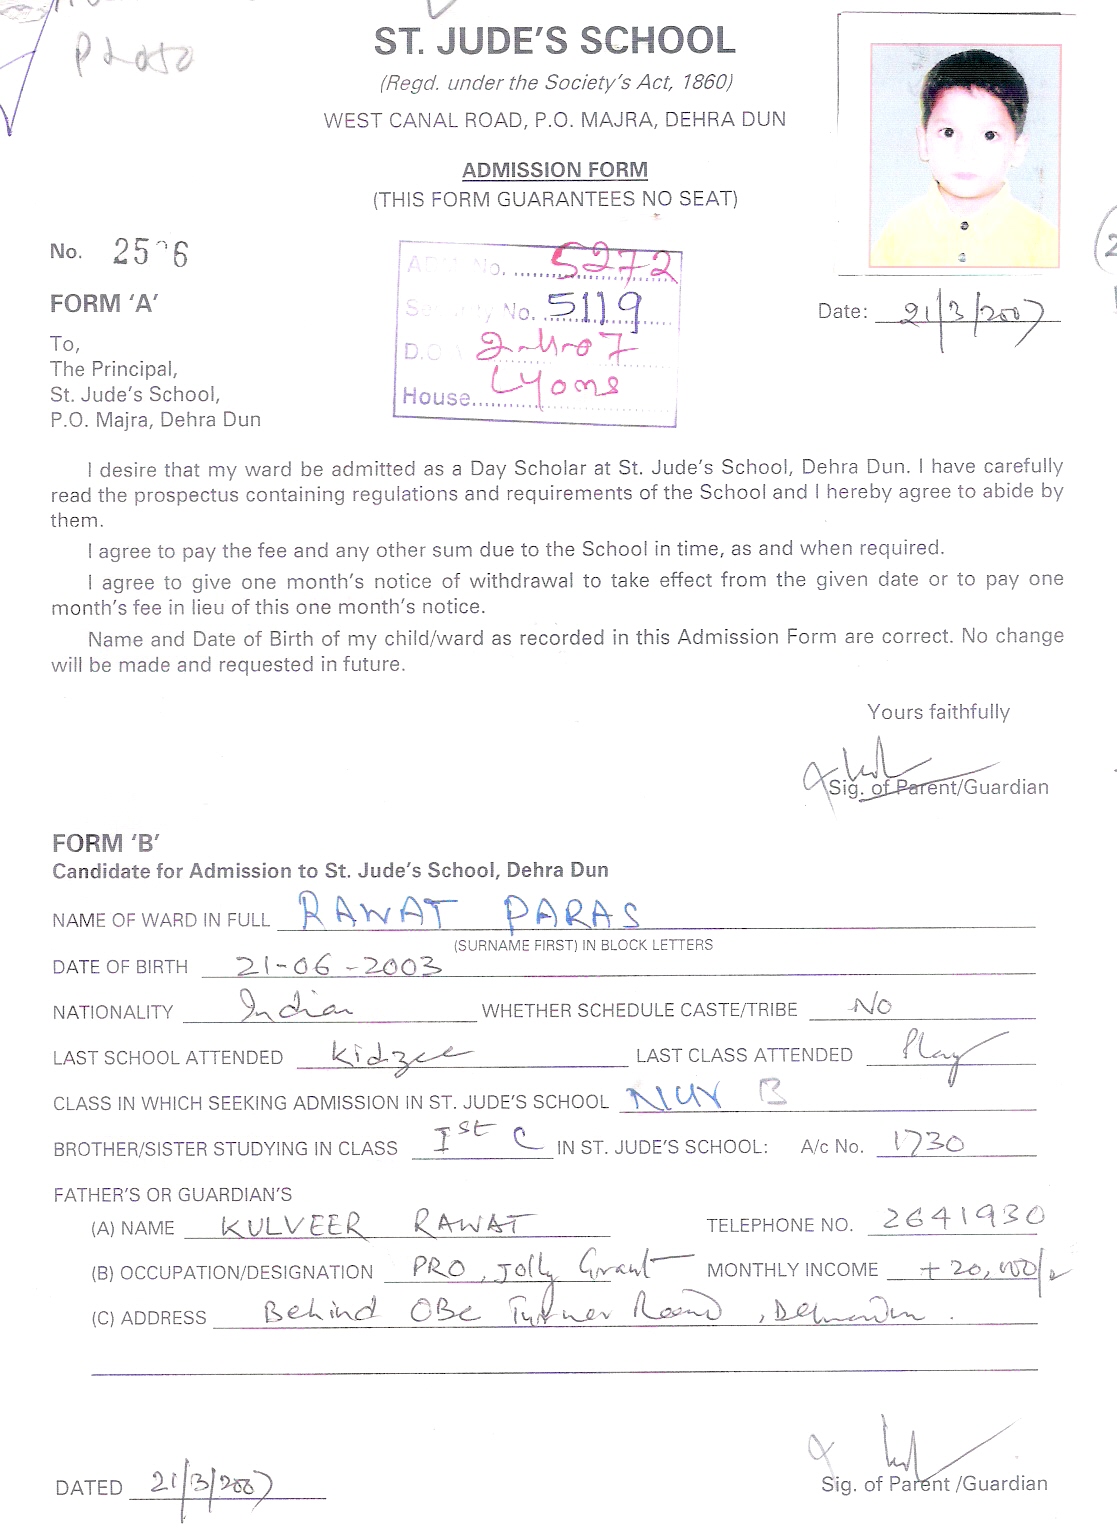 Photo
ST. JUDE'S SCHOOL
(Regd. under the Society's Act, 1860)
WEST CANAL ROAD, P.O. MAJRA, DEHRA DUN
ADMISSION FORM
(THIS FORM GUARANTEES NO SEAT)
No. 25 6
ADM No. 5272
Security No. 5119
D.O 2-4-07
House Lyons
FORM 'A'
Date: 21/3/2007
To,
The Principal,
St. Jude's School,
P.O. Majra, Dehra Dun
I desire that my ward be admitted as a Day Scholar at St. Jude's School, Dehra Dun. I have carefully
read the prospectus containing regulations and requirements of the School and I hereby agree to abide by
them.
I agree to pay the fee and any other sum due to the School in time, as and when required.
I agree to give one month's notice of withdrawal to take effect from the given date or to pay one
month's fee in lieu of this one month's notice.
Name and Date of Birth of my child/ward as recorded in this Admission Form are correct. No change
will be made and requested in future.
Yours faithfully
Sig. of Parent/Guardian
FORM 'B'
Candidate for Admission to St. Jude's School, Dehra Dun
NAME OF WARD IN FULL RAWAT PARAS
(SURNAME FIRST) IN BLOCK LETTERS
DATE OF BIRTH 21-06-2003
NATIONALITY Indian WHETHER SCHEDULE CASTE/TRIBE No
LAST SCHOOL ATTENDED Kidzee LAST CLASS ATTENDED Play
CLASS IN WHICH SEEKING ADMISSION IN ST. JUDE'S SCHOOL NUR B
BROTHER/SISTER STUDYING IN CLASS Ist C IN ST. JUDE'S SCHOOL: A/c No. 1730
FATHER'S OR GUARDIAN'S
(A) NAME KULVEER RAWAT TELEPHONE NO. 2641930
(B) OCCUPATION/DESIGNATION PRO, Jolly Grant MONTHLY INCOME +20,000/-
(C) ADDRESS Behind OBC Turner Road, Dehradun.
DATED 21/3/2007
Sig. of Parent /Guardian